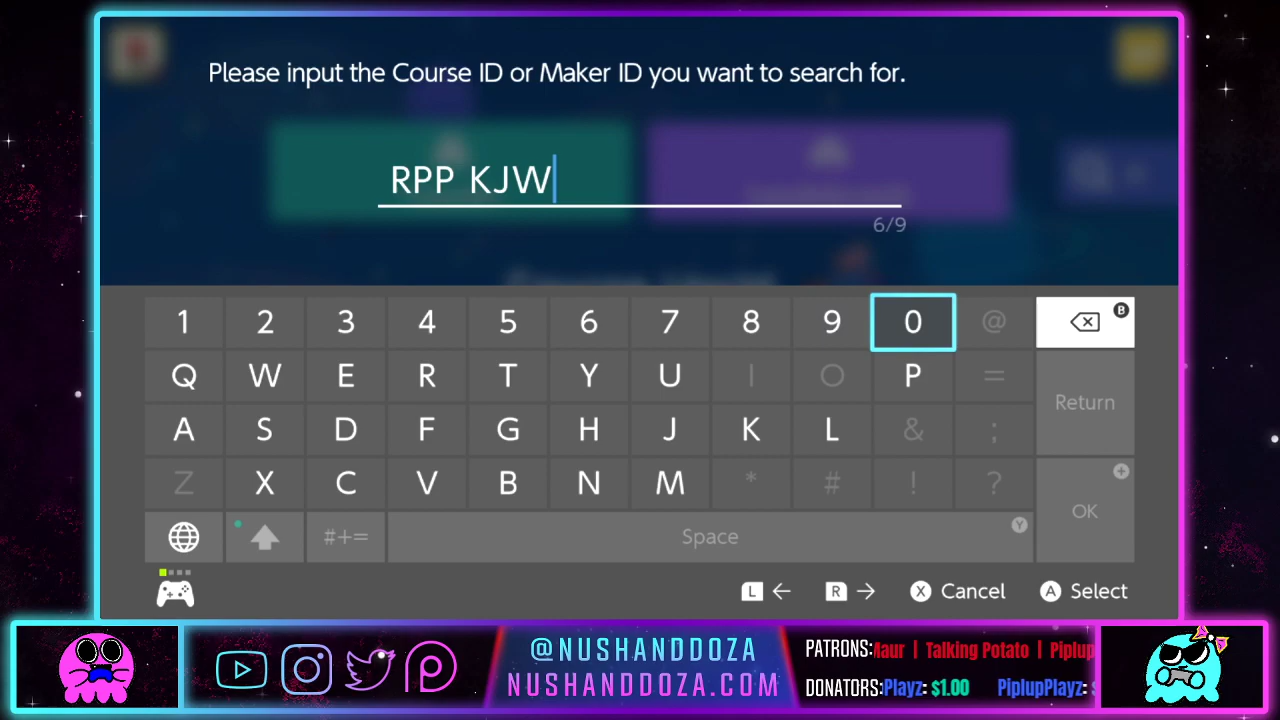 Please input the Course ID or Maker ID you want to search for.
RPP KJW
6/9
1 2 3 4 5 6 7 8 9 0 @ B
Q W E R T Y U I O P =
Return
A S D F G H J K L & ;
Z X C V B N M * # ! ? +
OK
#+= Space Y
L ← R → X Cancel A Select
@NUSHANDDOZA
NUSHANDDOZA.COM
PATRONS: Maur | Talking Potato | Piplup
DONATORS: Playz: $1.00 PiplupPlayz: